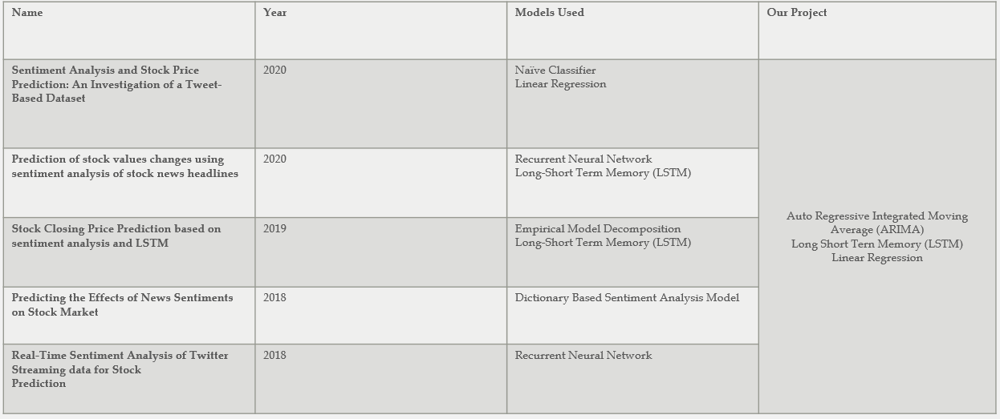 Name
Year
Models Used
Our Project
Sentiment Analysis and Stock Price
Prediction: An Investigation of a Tweet-
Based Dataset
2020
Naïve Classifier
Linear Regression
Prediction of stock values changes using
sentiment analysis of stock news headlines
2020
Recurrent Neural Network
Long-Short Term Memory (LSTM)
Stock Closing Price Prediction based on
sentiment analysis and LSTM
2019
Empirical Model Decomposition
Long-Short Term Memory (LSTM)
Predicting the Effects of News Sentiments
on Stock Market
2018
Dictionary Based Sentiment Analysis Model
Real-Time Sentiment Analysis of Twitter
Streaming data for Stock
Prediction
2018
Recurrent Neural Network
Auto Regressive Integrated Moving
Average (ARIMA)
Long Short Tern Memory (LSTM)
Linear Regression